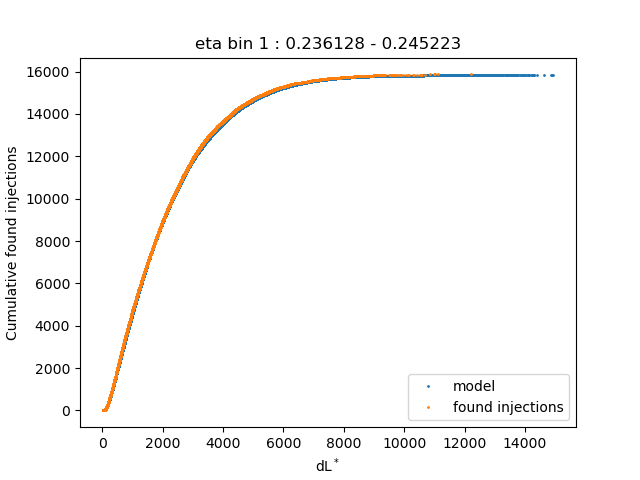 eta bin 1 : 0.236128 - 0.245223
Cumulative found injections
16000
14000
12000
10000
8000
6000
4000
2000
0
0 2000 4000 6000 8000 10000 12000 14000
dL*
model
found injections